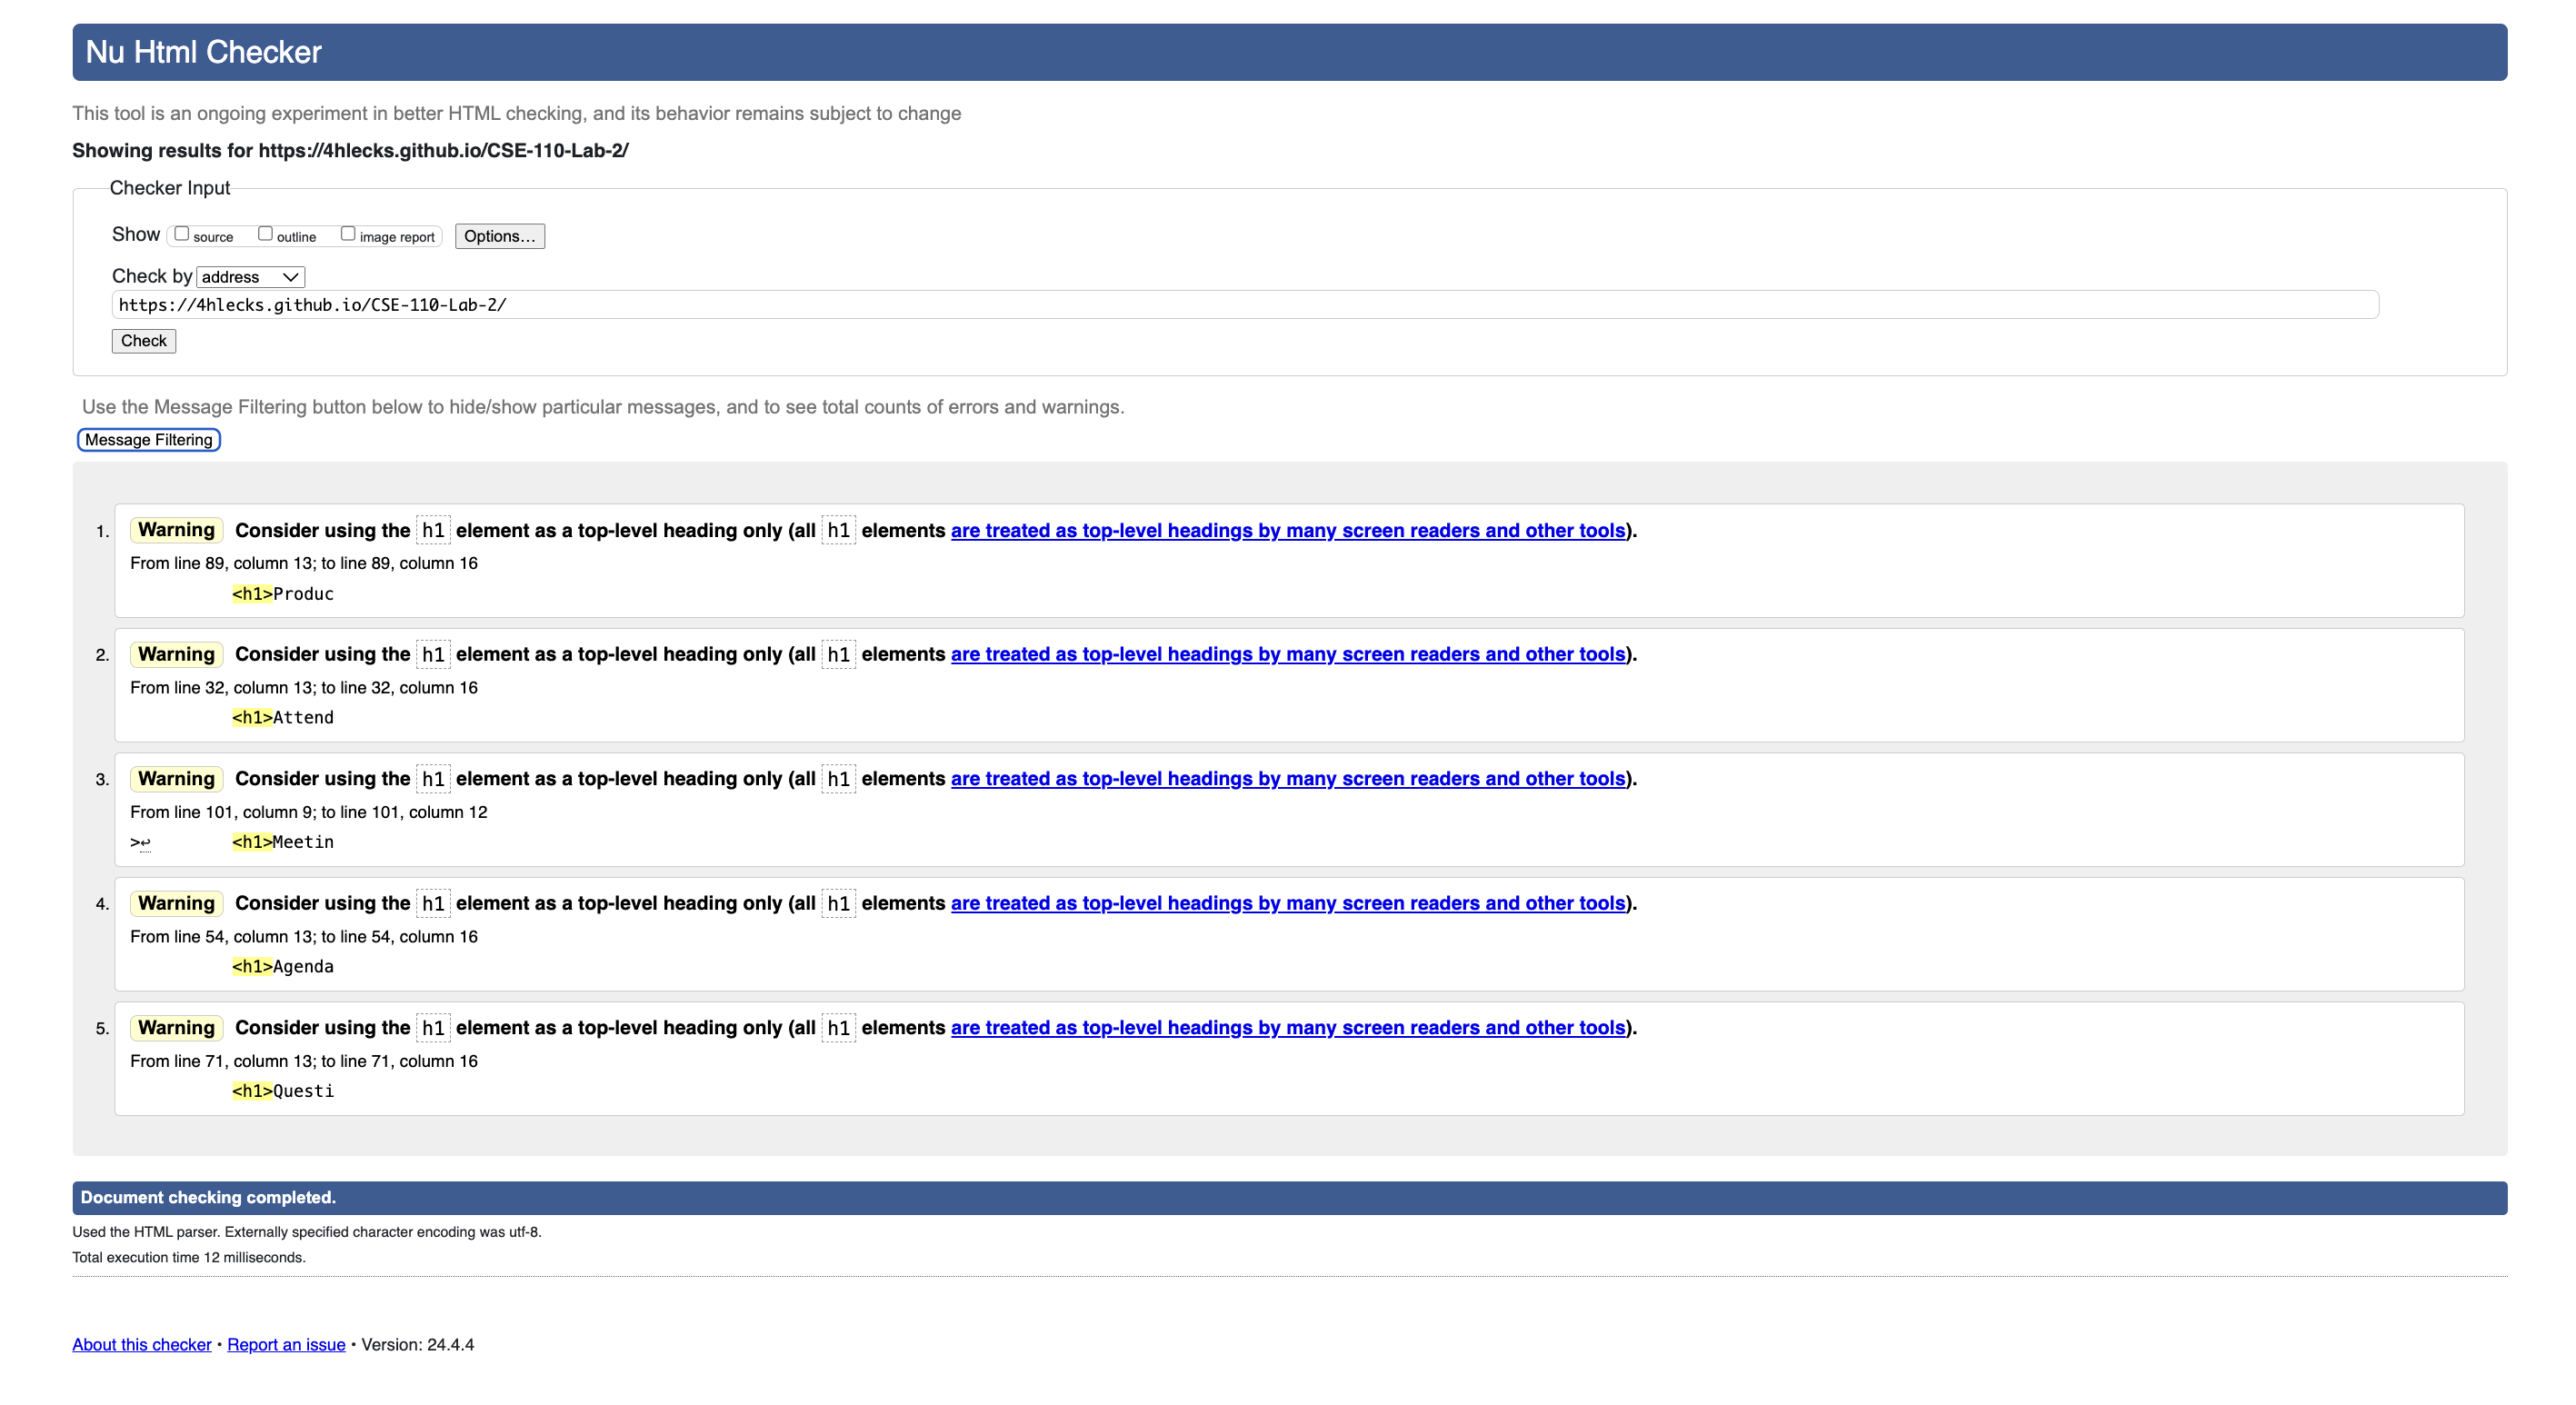 Nu Html Checker
This tool is an ongoing experiment in better HTML checking, and its behavior remains subject to change
Showing results for https://4hlecks.github.io/CSE-110-Lab-2/
Checker Input
Show source outline image report Options...
Check by address
https://4hlecks.github.io/CSE-110-Lab-2/
Check
Use the Message Filtering button below to hide/show particular messages, and to see total counts of errors and warnings.
Message Filtering
1. Warning Consider using the h1 element as a top-level heading only (all h1 elements are treated as top-level headings by many screen readers and other tools).
From line 89, column 13; to line 89, column 16
<h1>Produc
2. Warning Consider using the h1 element as a top-level heading only (all h1 elements are treated as top-level headings by many screen readers and other tools).
From line 32, column 13; to line 32, column 16
<h1>Attend
3. Warning Consider using the h1 element as a top-level heading only (all h1 elements are treated as top-level headings by many screen readers and other tools).
From line 101, column 9; to line 101, column 12
>↩ <h1>Meetin
4. Warning Consider using the h1 element as a top-level heading only (all h1 elements are treated as top-level headings by many screen readers and other tools).
From line 54, column 13; to line 54, column 16
<h1>Agenda
5. Warning Consider using the h1 element as a top-level heading only (all h1 elements are treated as top-level headings by many screen readers and other tools).
From line 71, column 13; to line 71, column 16
<h1>Questi
Document checking completed.
Used the HTML parser. Externally specified character encoding was utf-8.
Total execution time 12 milliseconds.
About this checker • Report an issue • Version: 24.4.4